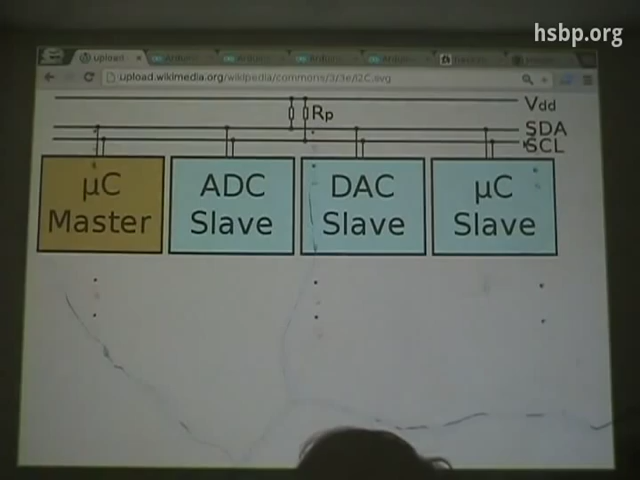 hsbp.org
upload
upload.wikimedia.org/wikipedia/commons/3/3e/I2C.svg
Vdd
Rp
SDA
SCL
μC
Master
ADC
Slave
DAC
Slave
μC
Slave